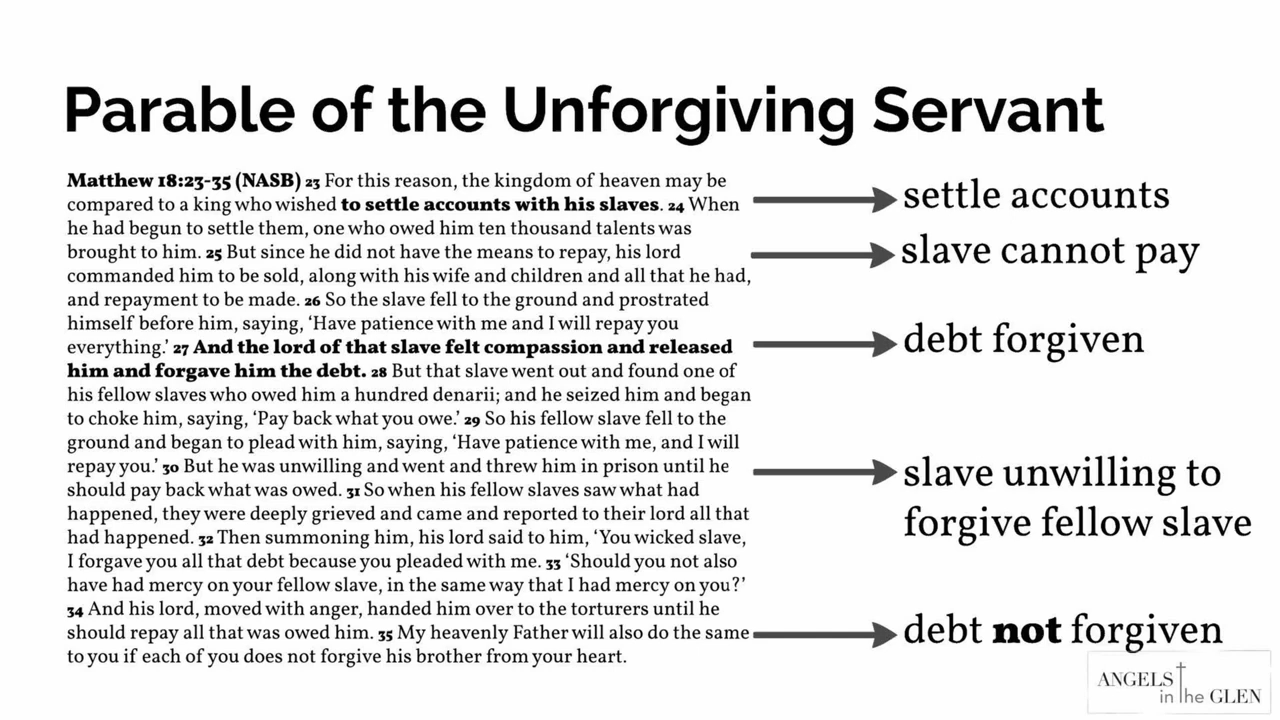 Parable of the Unforgiving Servant
Matthew 18:23-35 (NASB) 23 For this reason, the kingdom of heaven may be
compared to a king who wished to settle accounts with his slaves. 24 When
he had begun to settle them, one who owed him ten thousand talents was
brought to him. 25 But since he did not have the means to repay, his lord
commanded him to be sold, along with his wife and children and all that he had,
and repayment to be made. 26 So the slave fell to the ground and prostrated
himself before him, saying, ‘Have patience with me and I will repay you
everything.’ 27 And the lord of that slave felt compassion and released
him and forgave him the debt. 28 But that slave went out and found one of
his fellow slaves who owed him a hundred denarii; and he seized him and began
to choke him, saying, ‘Pay back what you owe.’ 29 So his fellow slave fell to the
ground and began to plead with him, saying, ‘Have patience with me, and I will
repay you.’ 30 But he was unwilling and went and threw him in prison until he
should pay back what was owed. 31 So when his fellow slaves saw what had
happened, they were deeply grieved and came and reported to their lord all that
had happened. 32 Then summoning him, his lord said to him, ‘You wicked slave,
I forgave you all that debt because you pleaded with me. 33 ‘Should you not also
have had mercy on your fellow slave, in the same way that I had mercy on you?’
34 And his lord, moved with anger, handed him over to the torturers until he
should repay all that was owed him. 35 My heavenly Father will also do the same
to you if each of you does not forgive his brother from your heart.
settle accounts
slave cannot pay
debt forgiven
slave unwilling to
forgive fellow slave
debt not forgiven
ANGELS
in the GLEN